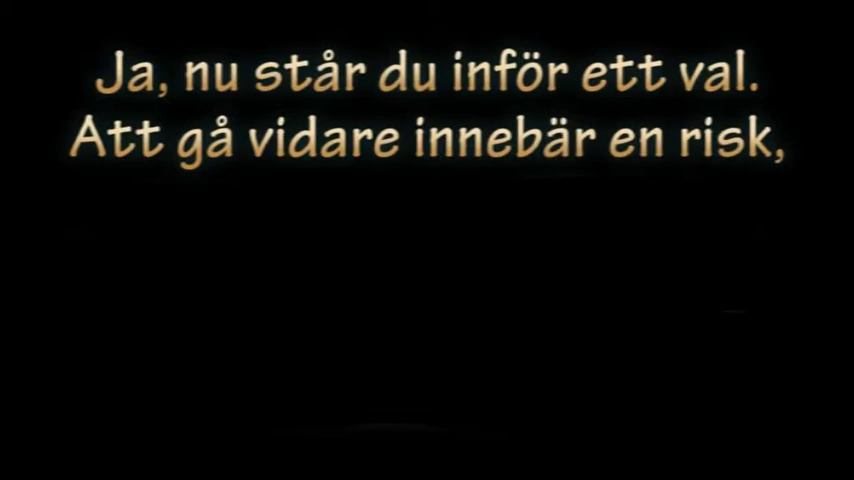 Ja, nu står du inför ett val.
Att gå vidare innebär en risk,